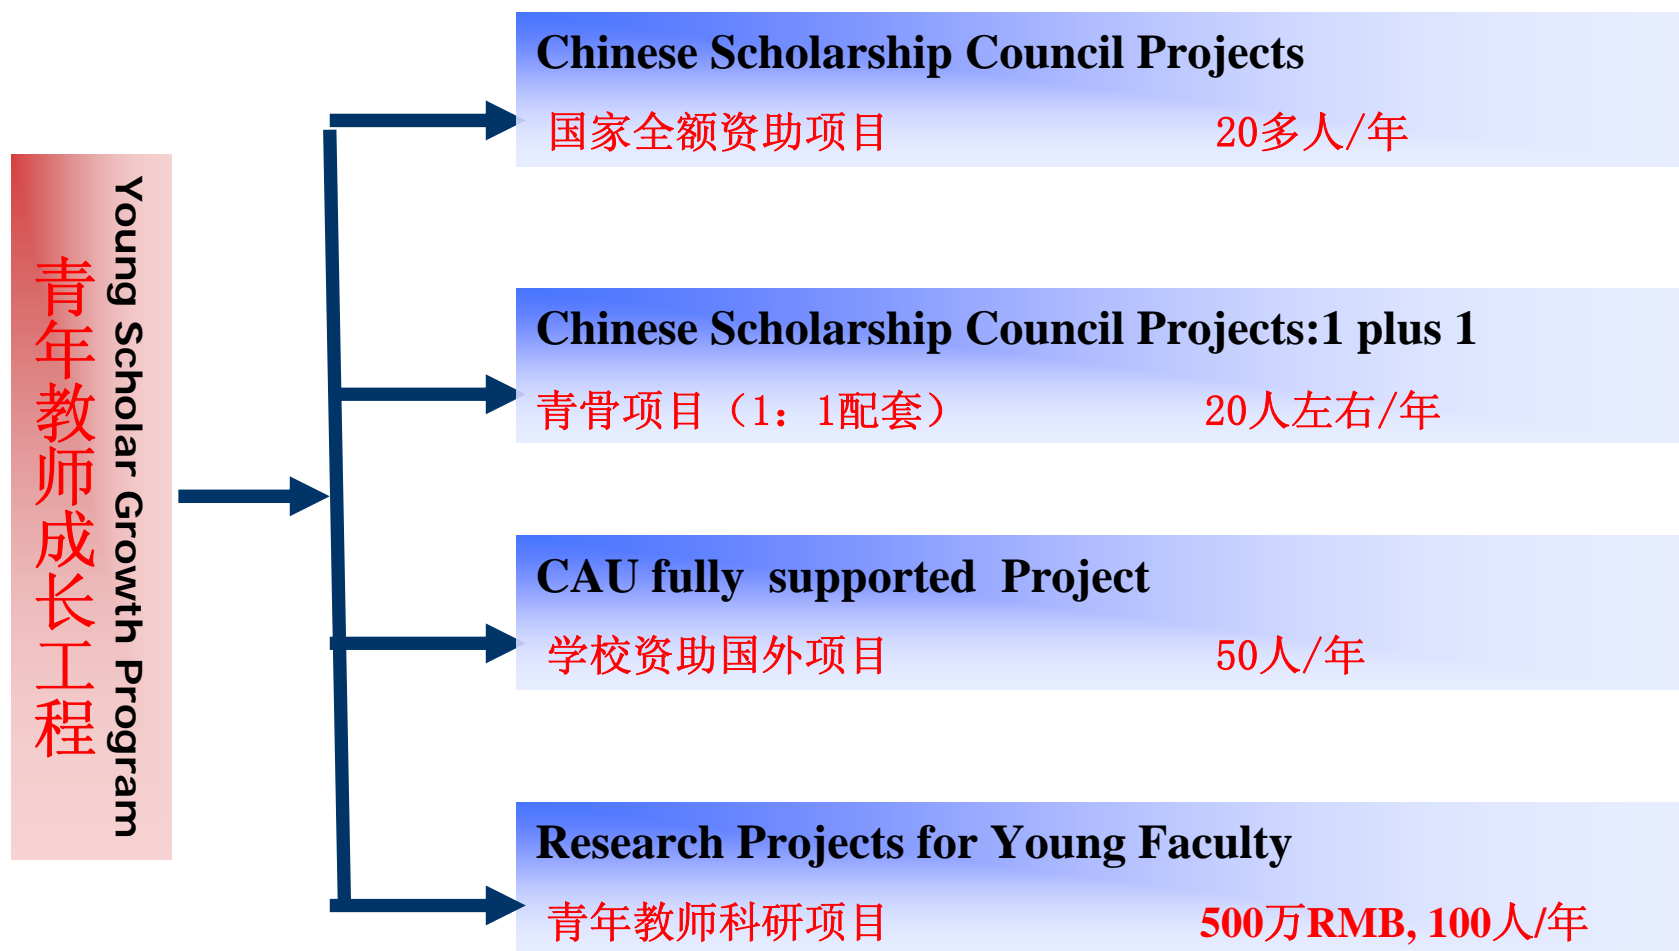 Young Scholar Growth Program
青年教师成长工程
Chinese Scholarship Council Projects
国家全额资助项目 20多人/年
Chinese Scholarship Council Projects:1 plus 1
青骨项目（1：1配套） 20人左右/年
CAU fully supported Project
学校资助国外项目 50人/年
Research Projects for Young Faculty
青年教师科研项目 500万RMB, 100人/年